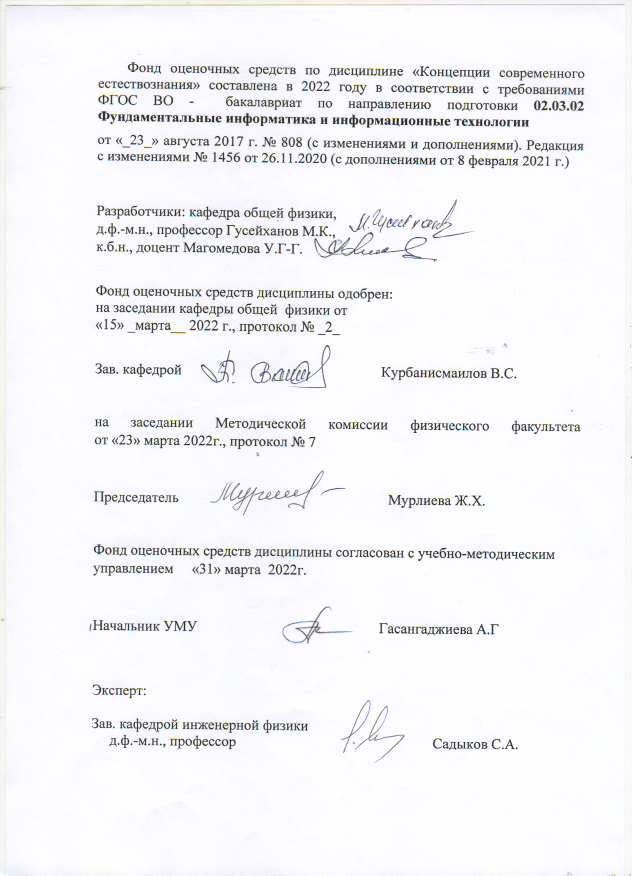 Фонд оценочных средств по дисциплине «Концепции современного
естествознания» составлена в 2022 году в соответствии с требованиями
ФГОС ВО - бакалавриат по направлению подготовки 02.03.02
Фундаментальные информатика и информационные технологии
от «_23_» августа 2017 г. № 808 (с изменениями и дополнениями). Редакция
с изменениями № 1456 от 26.11.2020 (с дополнениями от 8 февраля 2021 г.)
Разработчики: кафедра общей физики,
д.ф.-м.н., профессор Гусейханов М.К.,
к.б.н., доцент Магомедова У.Г-Г.
Фонд оценочных средств дисциплины одобрен:
на заседании кафедры общей физики от
«15» _марта__ 2022 г., протокол № _2_
Зав. кафедрой Курбанисмаилов В.С.
на заседании Методической комиссии физического факультета
от «23» марта 2022г., протокол № 7
Председатель Мурлиева Ж.Х.
Фонд оценочных средств дисциплины согласован с учебно-методическим
управлением «31» марта 2022г.
Начальник УМУ Гасангаджиева А.Г
Эксперт:
Зав. кафедрой инженерной физики
д.ф.-м.н., профессор Садыков С.А.